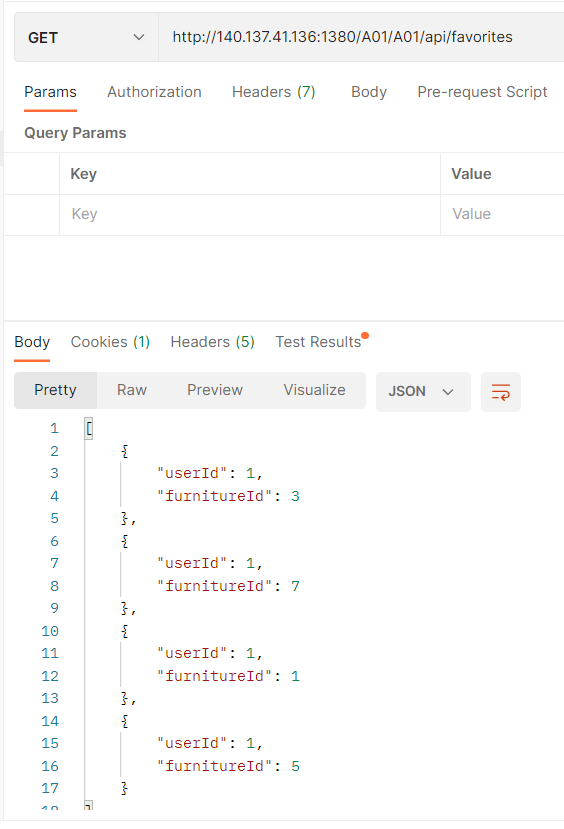 GET http://140.137.41.136:1380/A01/A01/api/favorites
Params Authorization Headers (7) Body Pre-request Script
Query Params
Key Value
Key Value
Body Cookies (1) Headers (5) Test Results
Pretty Raw Preview Visualize JSON
1 [
2 {
3 "userId": 1,
4 "furnitureId": 3
5 },
6 {
7 "userId": 1,
8 "furnitureId": 7
9 },
10 {
11 "userId": 1,
12 "furnitureId": 1
13 },
14 {
15 "userId": 1,
16 "furnitureId": 5
17 }
18 ]